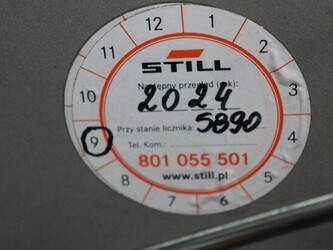 12
1
2
3
4
5
6
7
8
9
10
11
STILL
Następny przegląd (rok):
2024
Przy stanie licznika:
5890
Tel. Kom.:
801 055 501
www.still.pl